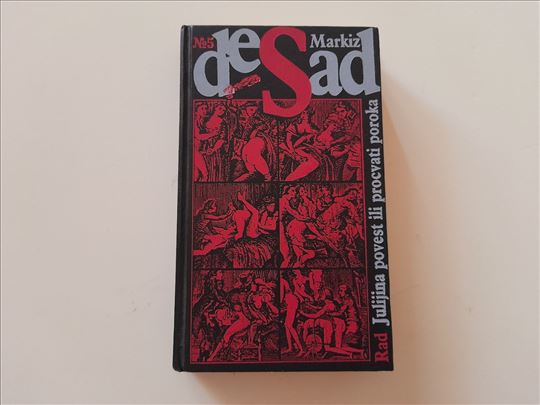 №5
Markiz
de Sad
Rad Julijina povest ili procvati poroka